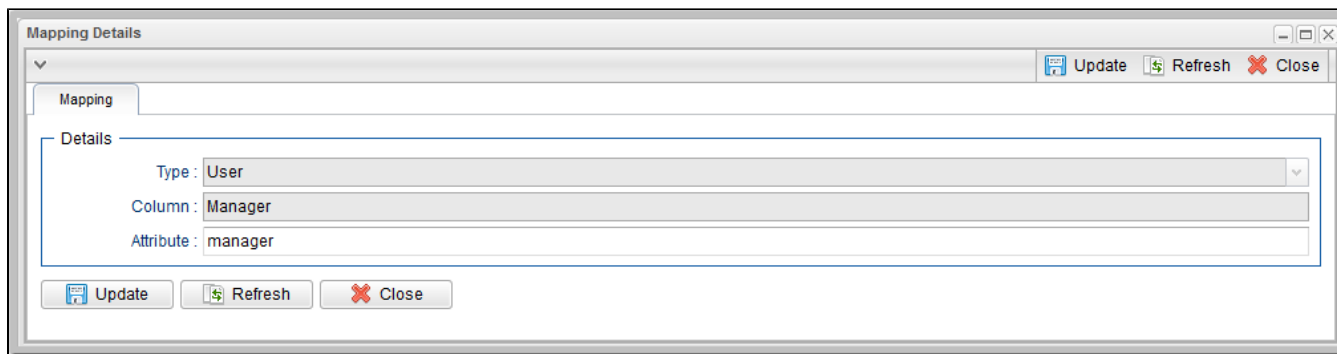 Mapping Details
Update Refresh Close
Mapping
Details
Type : User
Column : Manager
Attribute : manager
Update Refresh Close